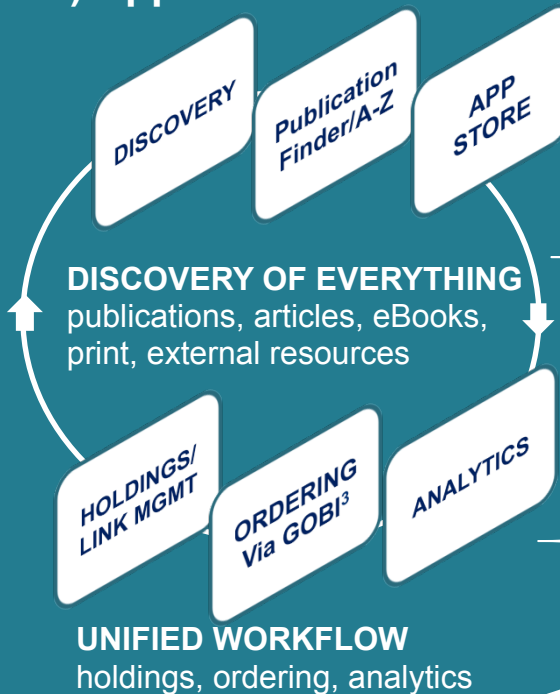 DISCOVERY
Publication
Finder/A-Z
APP
STORE
DISCOVERY OF EVERYTHING
publications, articles, eBooks,
print, external resources
HOLDINGS/
LINK MGMT
ORDERING
Via GOBI³
ANALYTICS
UNIFIED WORKFLOW
holdings, ordering, analytics